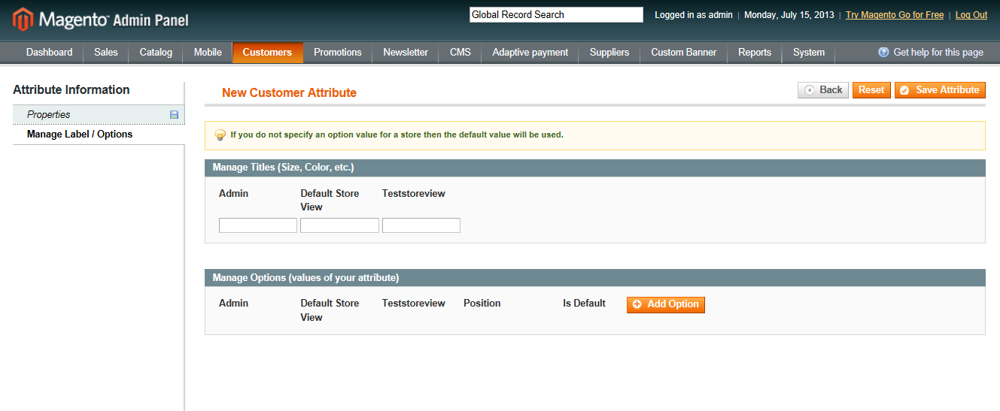 Magento Admin Panel
Global Record Search
Logged in as admin | Monday, July 15, 2013 | Try Magento Go for Free | Log Out
Dashboard Sales Catalog Mobile Customers Promotions Newsletter CMS Adaptive payment Suppliers Custom Banner Reports System Get help for this page
Attribute Information
Properties
Manage Label / Options
New Customer Attribute
Back Reset Save Attribute
If you do not specify an option value for a store then the default value will be used.
Manage Titles (Size, Color, etc.)
Admin Default Store Teststoreview
View
Manage Options (values of your attribute)
Admin Default Store Teststoreview Position Is Default Add Option
View